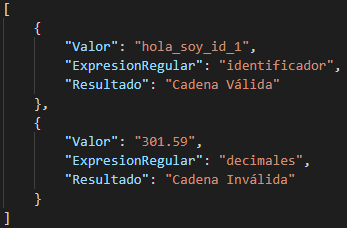 [
    {
        "Valor": "hola_soy_id_1",
        "ExpresionRegular": "identificador",
        "Resultado": "Cadena Válida"
    },
    {
        "Valor": "301.59",
        "ExpresionRegular": "decimales",
        "Resultado": "Cadena Inválida"
    }
]